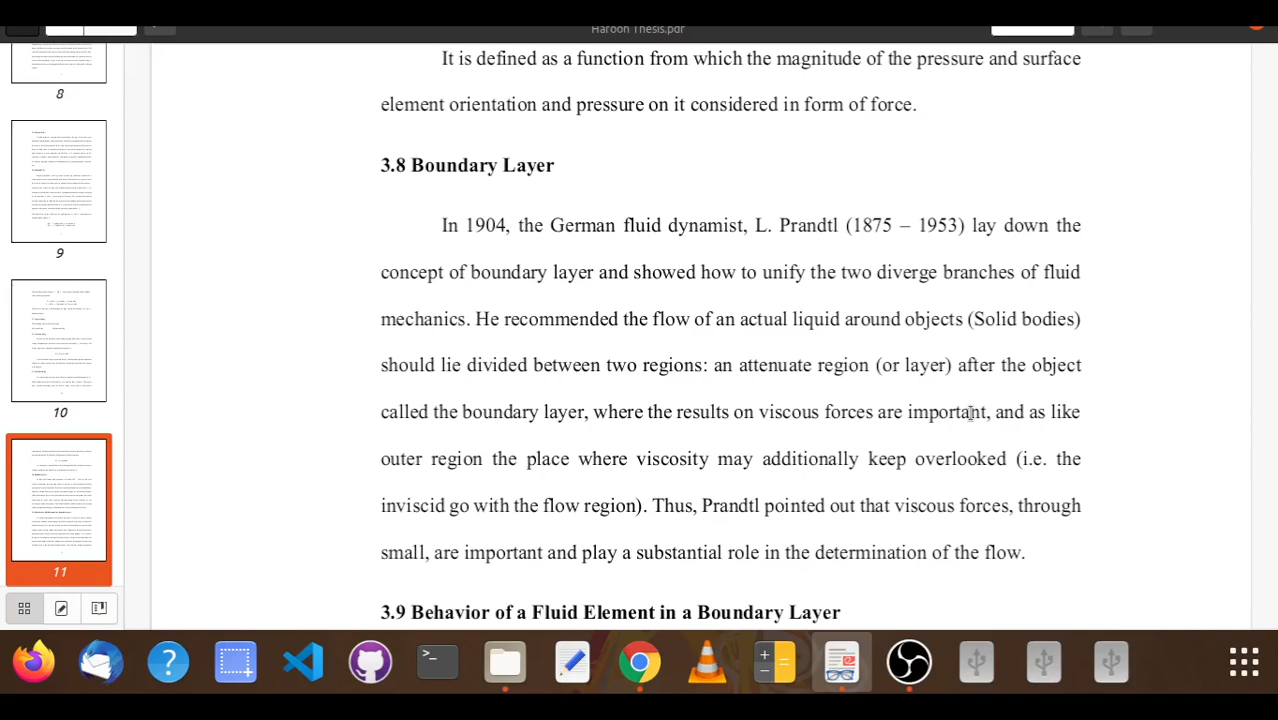 Haroon Thesis.pdf
It is defined as a function from which the magnitude of the pressure and surface
element orientation and pressure on it considered in form of force.
3.8 Boundary Layer
In 1904, the German fluid dynamist, L. Prandtl (1875 – 1953) lay down the
concept of boundary layer and showed how to unify the two diverge branches of fluid
mechanics. He recommended the flow of an actual liquid around objects (Solid bodies)
should lie divided between two regions: an attenuate region (or layer) after the object
called the boundary layer, where the results on viscous forces are important, and as like
outer region the place where viscosity may additionally keep overlooked (i.e. the
inviscid go together the flow region). Thus, Prandtl pointed out that viscous forces, through
small, are important and play a substantial role in the determination of the flow.
3.9 Behavior of a Fluid Element in a Boundary Layer
8
9
10
11